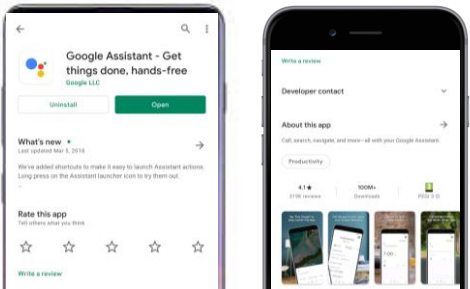 Google Assistant - Get
things done, hands-free
Google LLC
Uninstall
Open
What's new
Last updated Mar 8, 2018
We've added shortcuts to make it easy to launch Assistant actions.
Long press on the Assistant launcher icon to try them out.
Rate this app
Tell others what you think
Write a review
Write a review
Developer contact
About this app
Call, search, navigate, and more—all with your Google Assistant.
Productivity
4.1★
100M+
379K reviews
Downloads